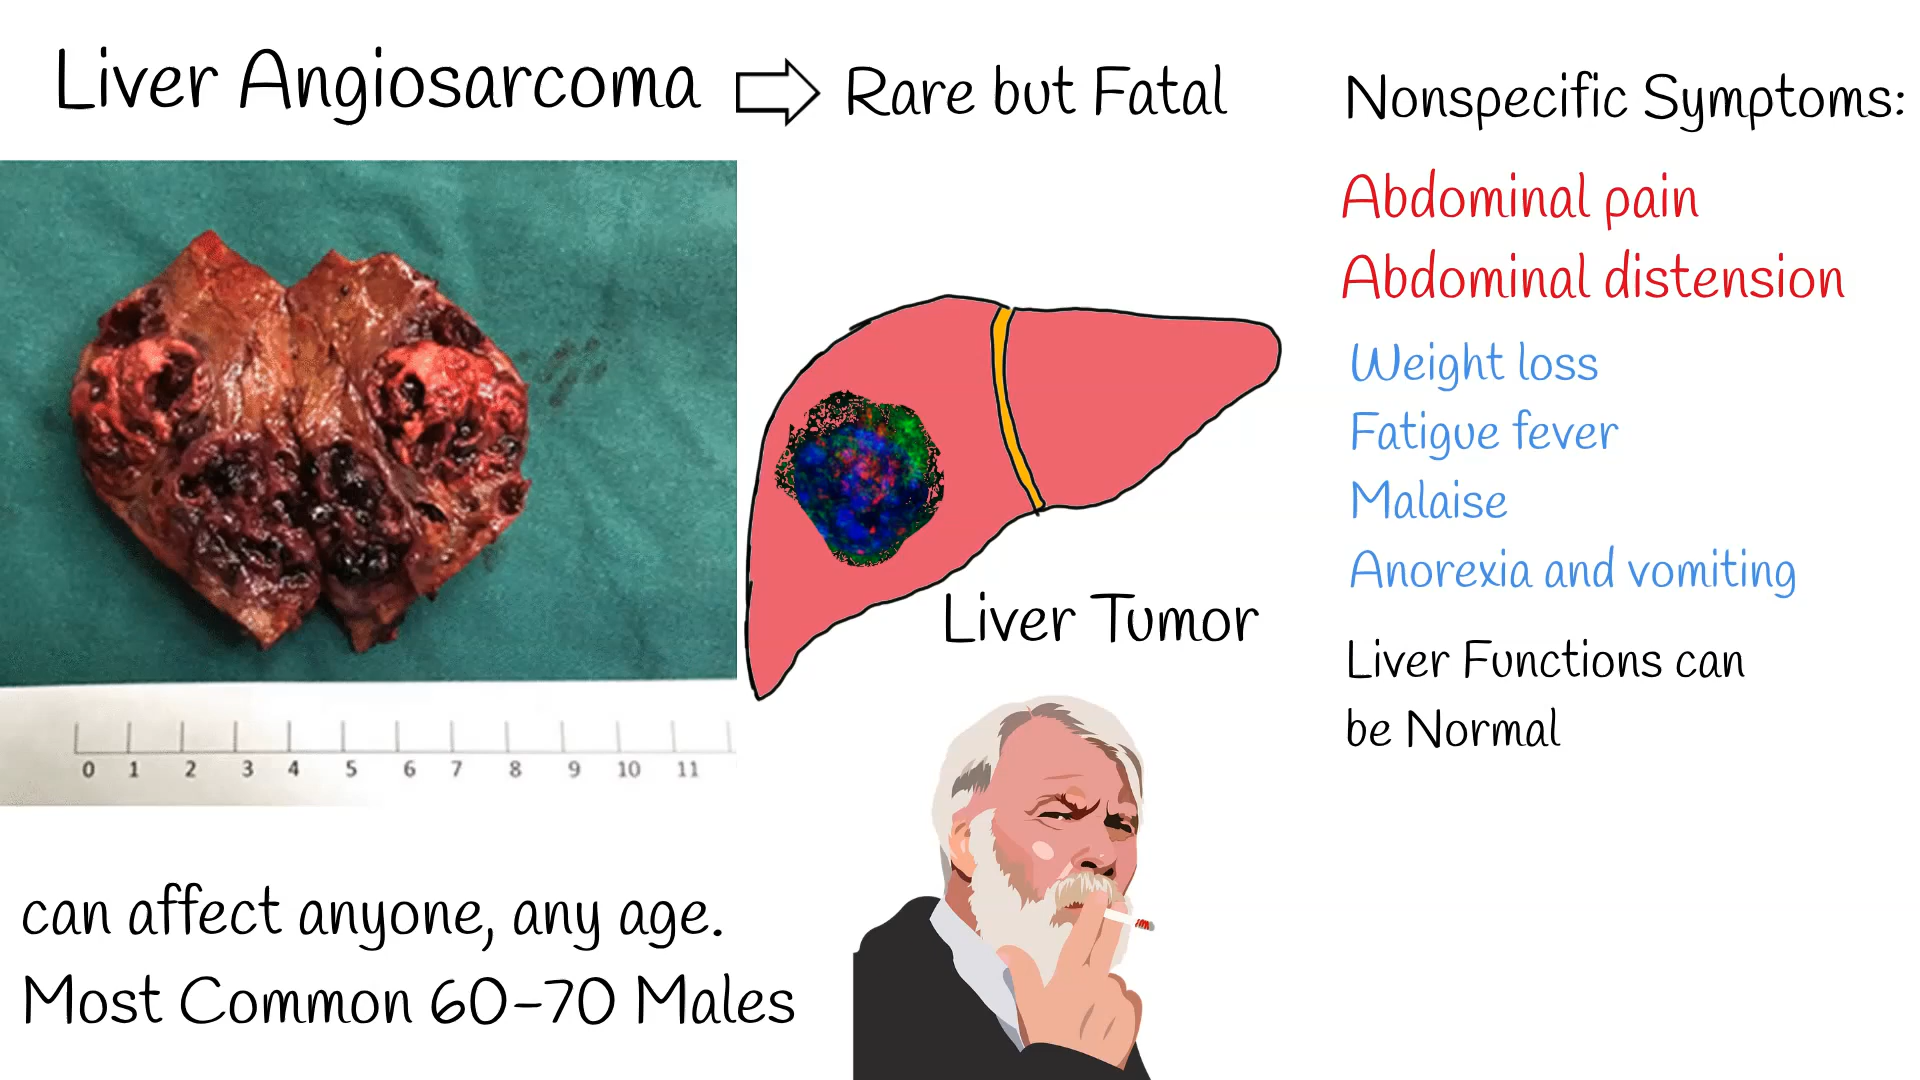 Liver Angiosarcoma
Rare but Fatal
Nonspecific Symptoms:
Abdominal pain
Abdominal distension
Weight loss
Fatigue fever
Malaise
Anorexia and vomiting
Liver Functions can
be Normal
Liver Tumor
0 1 2 3 4 5 6 7 8 9 10 11
can affect anyone, any age.
Most Common 60-70 Males